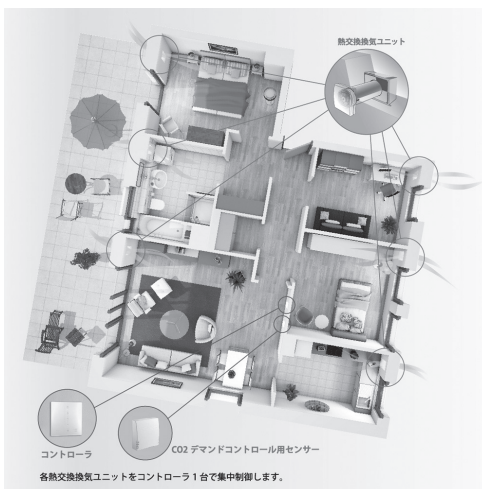 熱交換換気ユニット
コントローラ
CO2 デマンドコントロール用センサー
各熱交換換気ユニットをコントローラ 1 台で集中制御します。